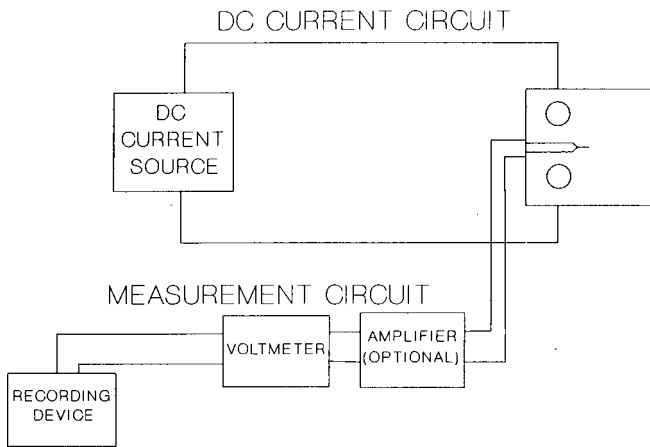 DC CURRENT CIRCUIT
DC
CURRENT
SOURCE
MEASUREMENT CIRCUIT
VOLTMETER
AMPLIFIER
(OPTIONAL)
RECORDING
DEVICE